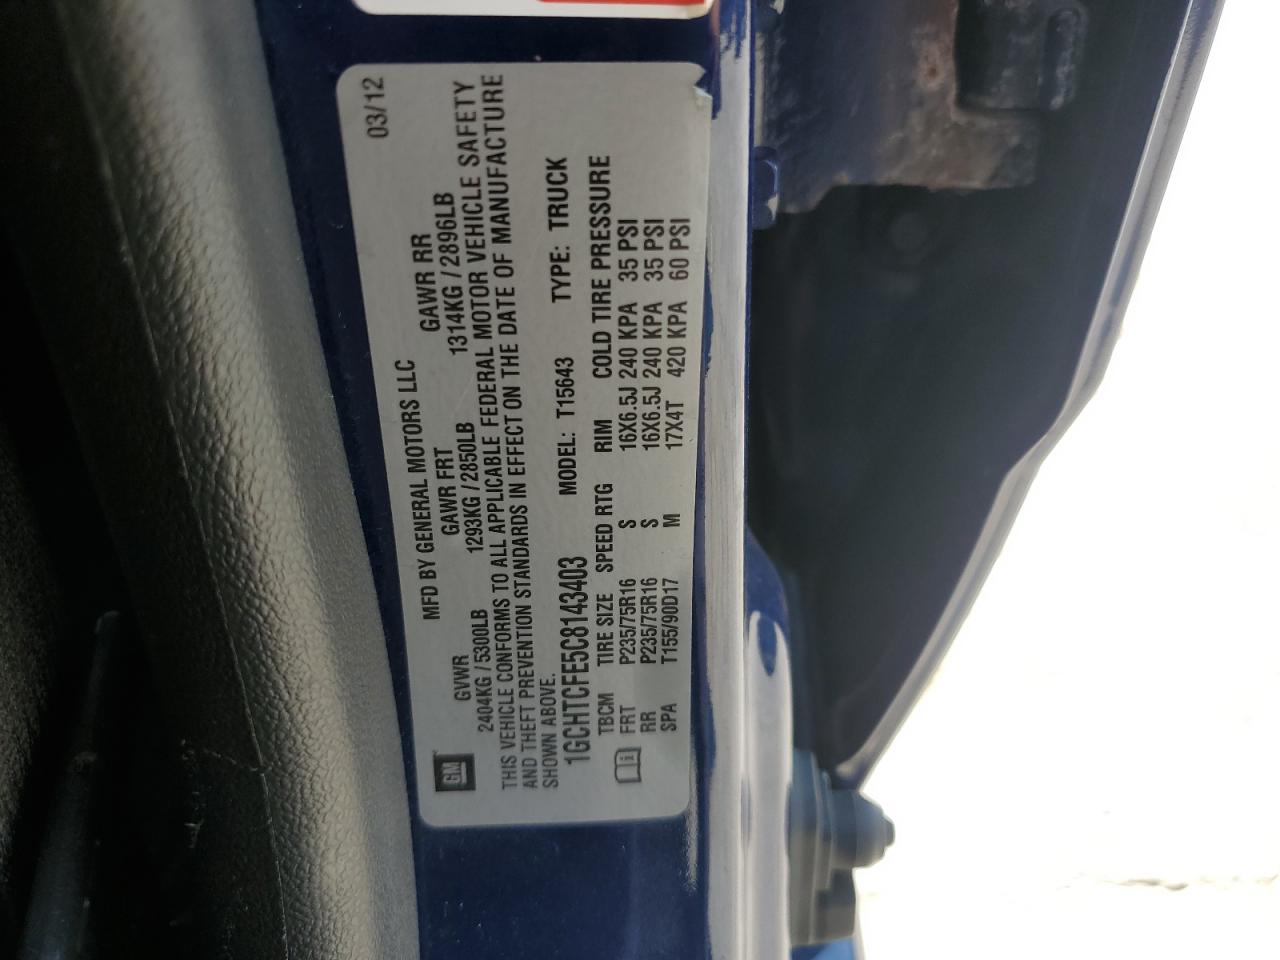 03/12
MFD BY GENERAL MOTORS LLC
GVWR GAWR FRT GAWR RR
2404KG / 5300LB 1293KG / 2850LB 1314KG / 2896LB
THIS VEHICLE CONFORMS TO ALL APPLICABLE FEDERAL MOTOR VEHICLE SAFETY
AND THEFT PREVENTION STANDARDS IN EFFECT ON THE DATE OF MANUFACTURE
SHOWN ABOVE.
GM
1GCHTCFE5C8143403 MODEL: T15643 TYPE: TRUCK
TBCM TIRE SIZE SPEED RTG RIM COLD TIRE PRESSURE
FRT P235/75R16 S 16X6.5J 240 KPA 35 PSI
RR P235/75R16 S 16X6.5J 240 KPA 35 PSI
SPA T155/90D17 M 17X4T 420 KPA 60 PSI